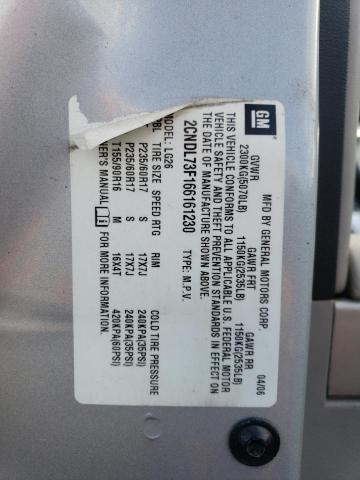 GM
MFD BY GENERAL MOTORS CORP. 04/06
GVWR GAWR FRT GAWR RR
2300KG(5070LB) 1150KG(2535LB) 1150KG(2535LB)
THIS VEHICLE CONFORMS TO ALL APPLICABLE U.S. FEDERAL MOTOR
VEHICLE SAFETY AND THEFT PREVENTION STANDARDS IN EFFECT ON
THE DATE OF MANUFACTURE SHOWN ABOVE.
2CNDL73F166161230 TYPE: M.P.V.
LG26
TIRE SIZE SPEED RTG RIM COLD TIRE PRESSURE
P235/60R17 S 17X7J 240KPA(35PSI)
P235/60R17 S 17X7J 240KPA(35PSI)
T155/90R16 M 16X4T 420KPA(60PSI)
MANUAL FOR MORE INFORMATION.